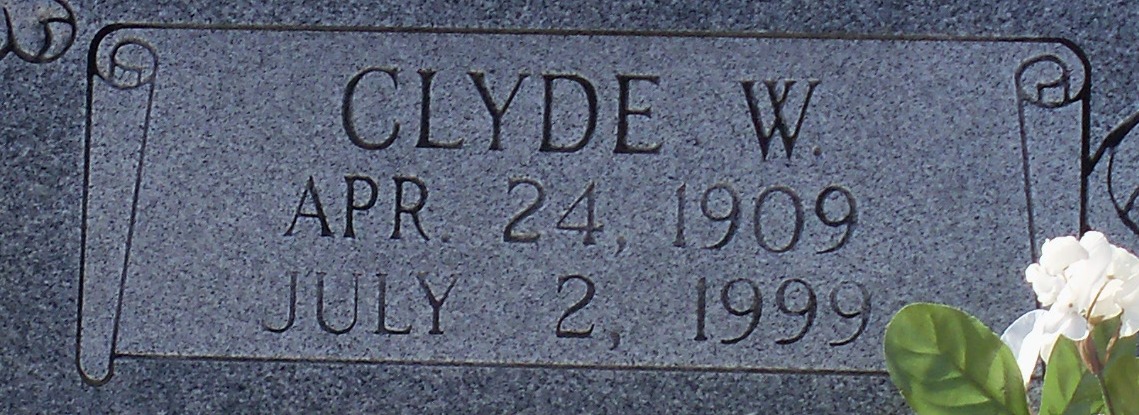 CLYDE W.
APR. 24, 1909
JULY 2, 1999